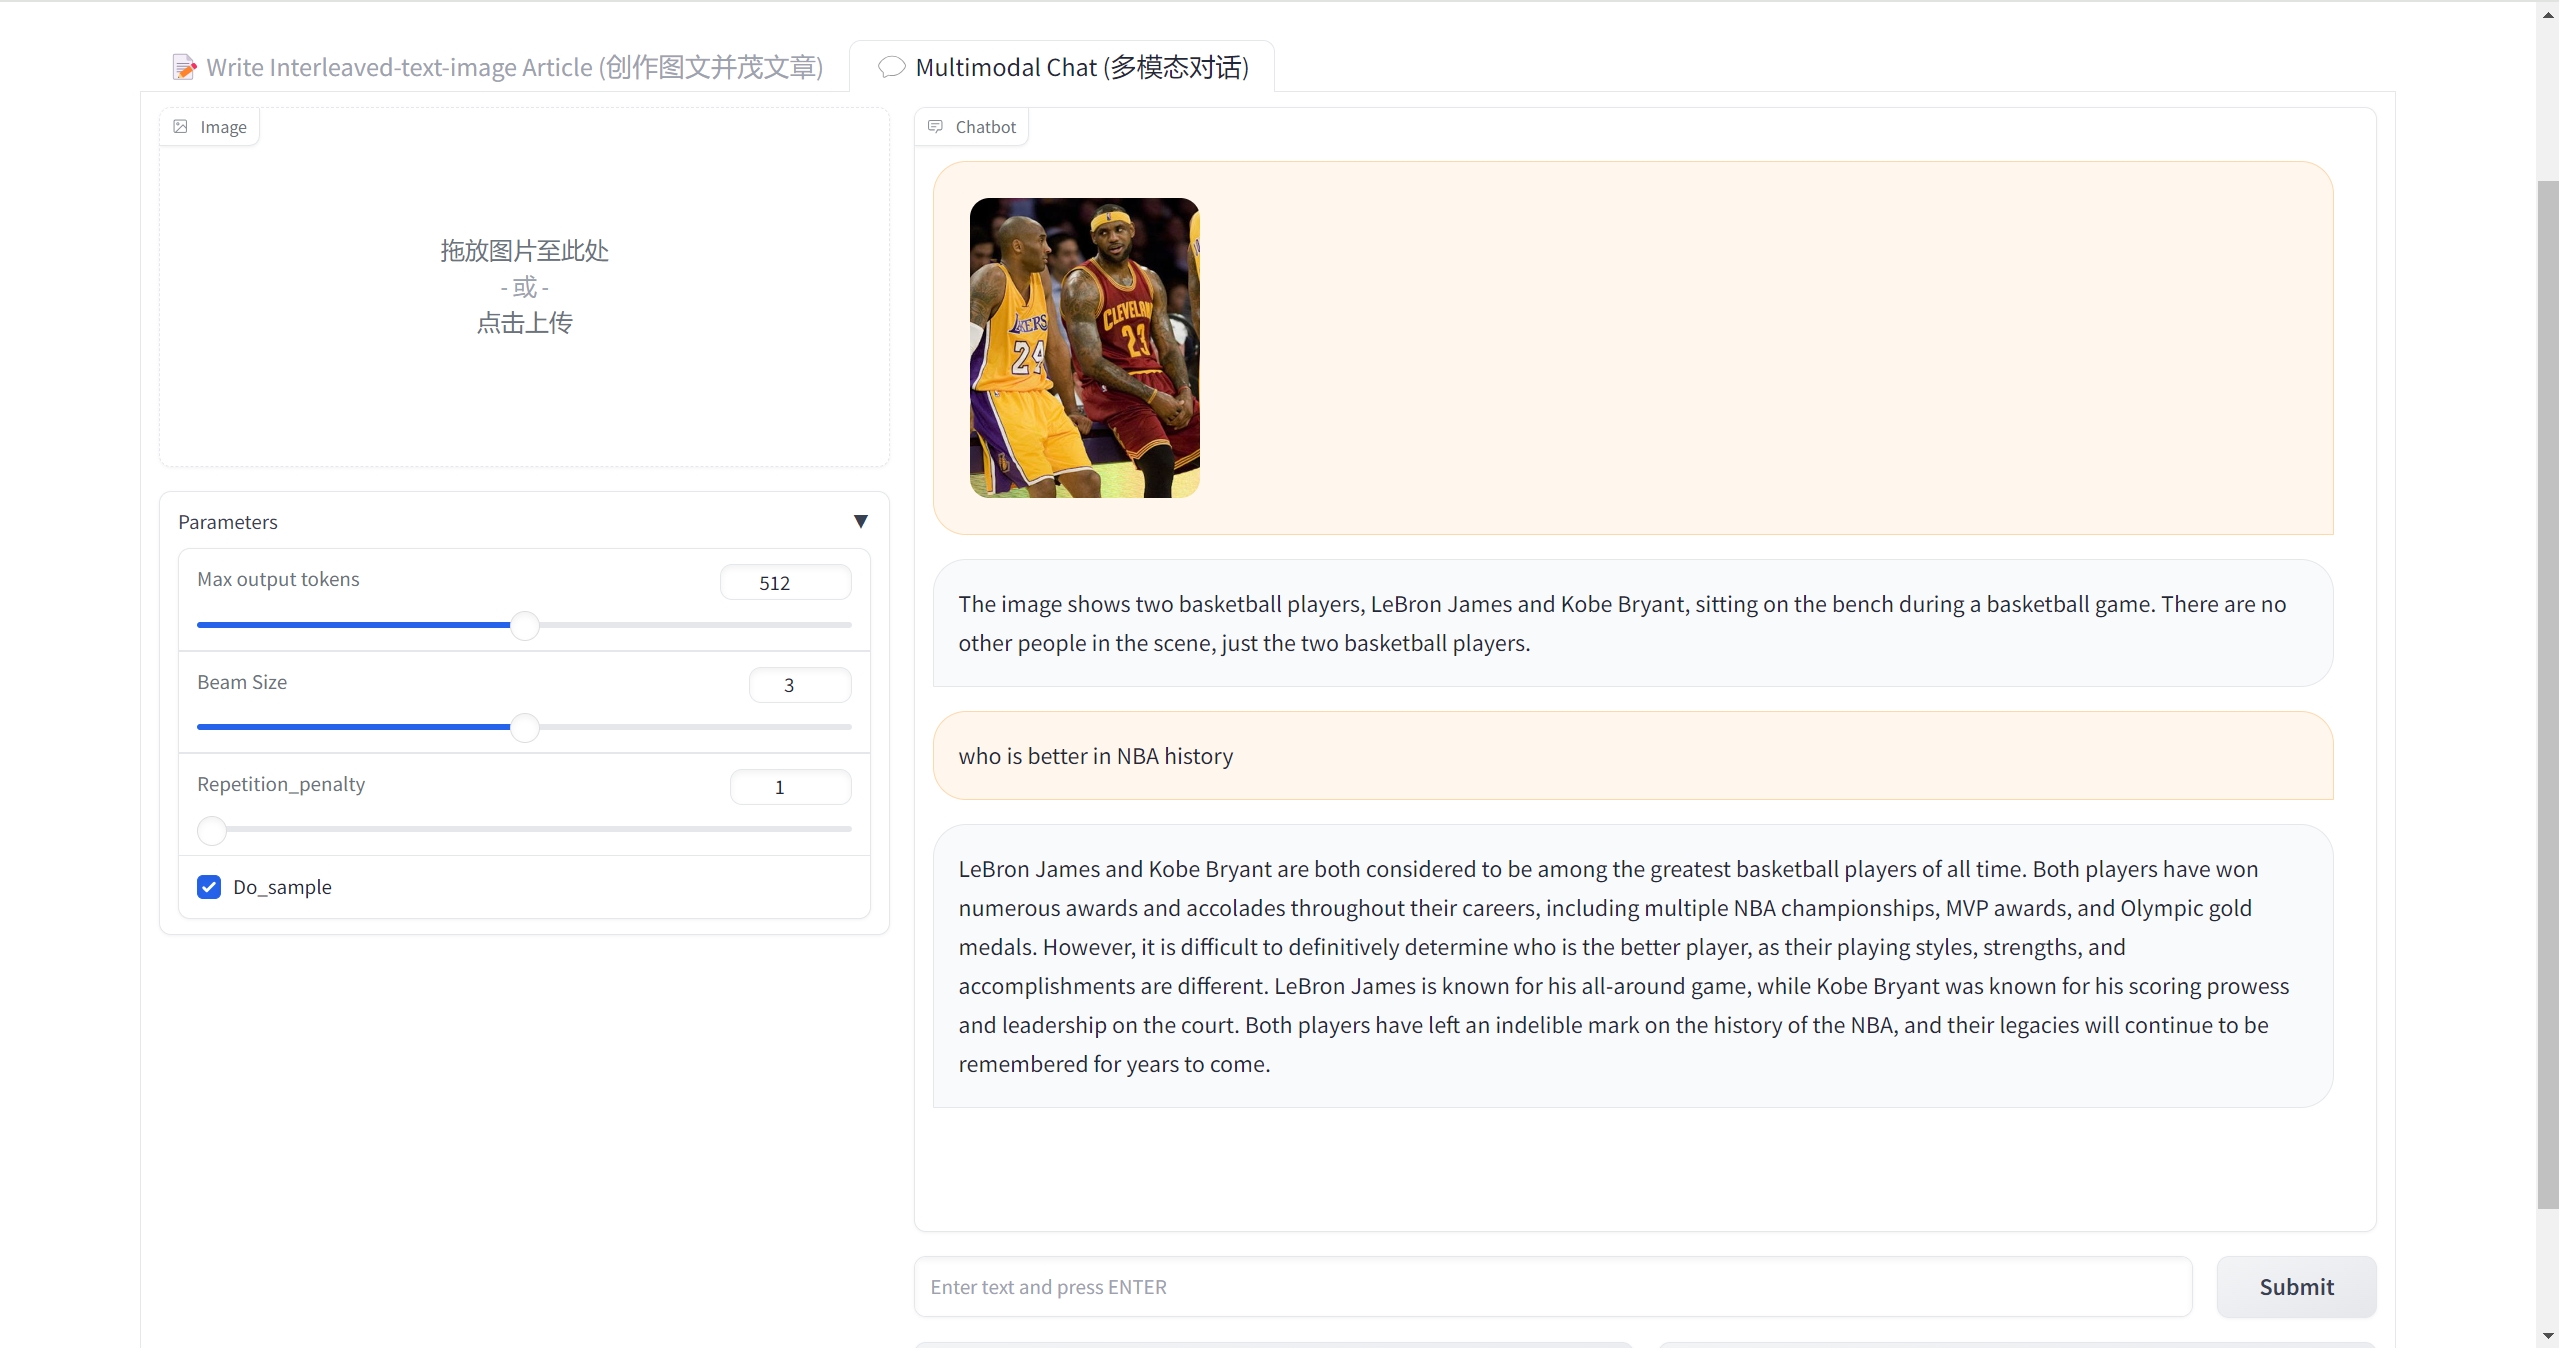 Write Interleaved-text-image Article (创作图文并茂文章)
Multimodal Chat (多模态对话)
Image
拖放图片至此处
- 或 -
点击上传
Parameters
Max output tokens
512
Beam Size
3
Repetition_penalty
1
Do_sample
Chatbot
LAKERS
24
CLEVELAND
23
The image shows two basketball players, LeBron James and Kobe Bryant, sitting on the bench during a basketball game. There are no
other people in the scene, just the two basketball players.
who is better in NBA history
LeBron James and Kobe Bryant are both considered to be among the greatest basketball players of all time. Both players have won
numerous awards and accolades throughout their careers, including multiple NBA championships, MVP awards, and Olympic gold
medals. However, it is difficult to definitively determine who is the better player, as their playing styles, strengths, and
accomplishments are different. LeBron James is known for his all-around game, while Kobe Bryant was known for his scoring prowess
and leadership on the court. Both players have left an indelible mark on the history of the NBA, and their legacies will continue to be
remembered for years to come.
Enter text and press ENTER
Submit